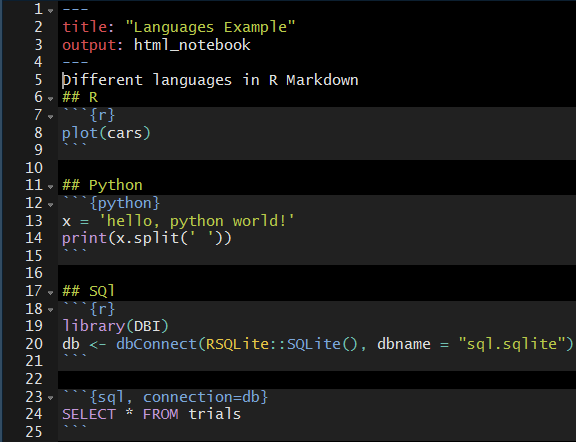 1 ---
2 title: "Languages Example"
3 output: html_notebook
4 ---
5 Different languages in R Markdown
6 ## R
7 ```{r}
8 plot(cars)
9 ```
10
11 ## Python
12 ```{python}
13 x = 'hello, python world!'
14 print(x.split(' '))
15 ```
16
17 ## SQl
18 ```{r}
19 library(DBI)
20 db <- dbConnect(RSQLite::SQLite(), dbname = "sql.sqlite")
21 ```
22
23 ```{sql, connection=db}
24 SELECT * FROM trials
25 ```